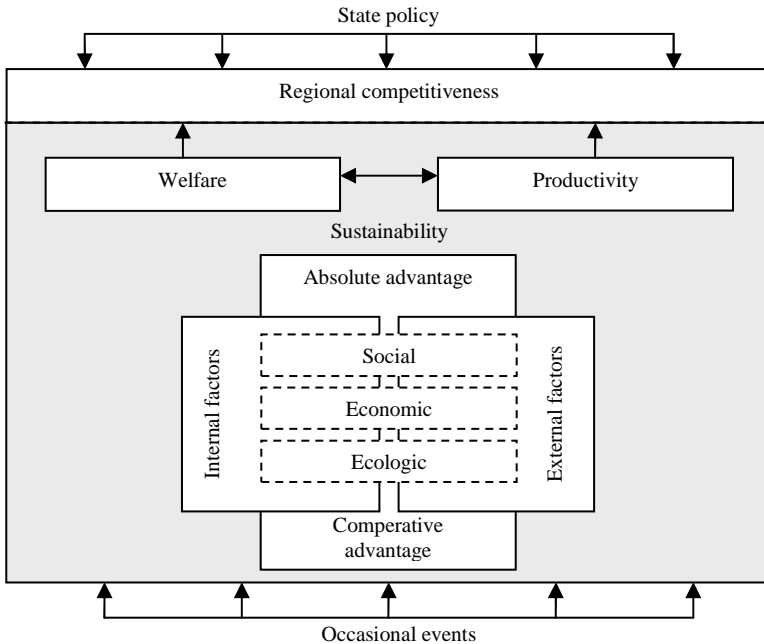 State policy
Regional competitiveness
Welfare
Productivity
Sustainability
Absolute advantage
Internal factors
Social
Economic
Ecologic
External factors
Comperative
advantage
Occasional events